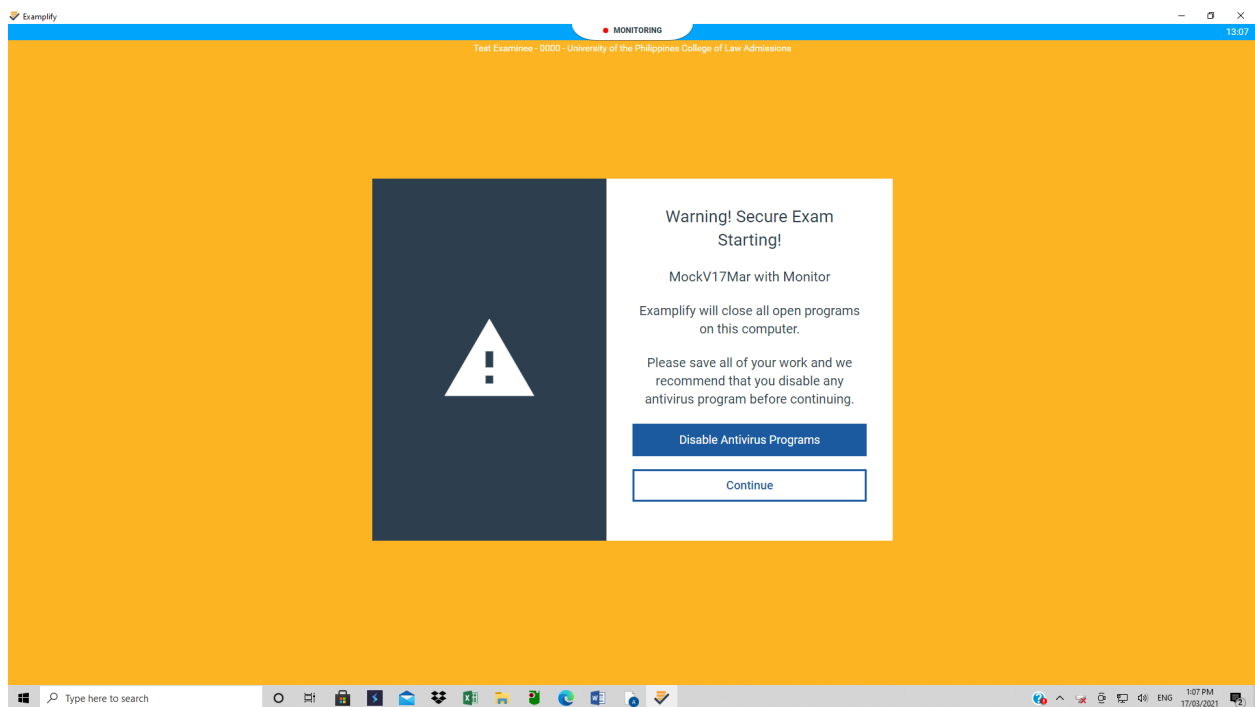 Examplify
MONITORING
13:07
Test Examinee - 0000 - University of the Philippines College of Law Admissions
Warning! Secure Exam
Starting!
MockV17Mar with Monitor
Examplify will close all open programs
on this computer.
Please save all of your work and we
recommend that you disable any
antivirus program before continuing.
Disable Antivirus Programs
Continue
Type here to search
ENG
1:07 PM
17/03/2021
2